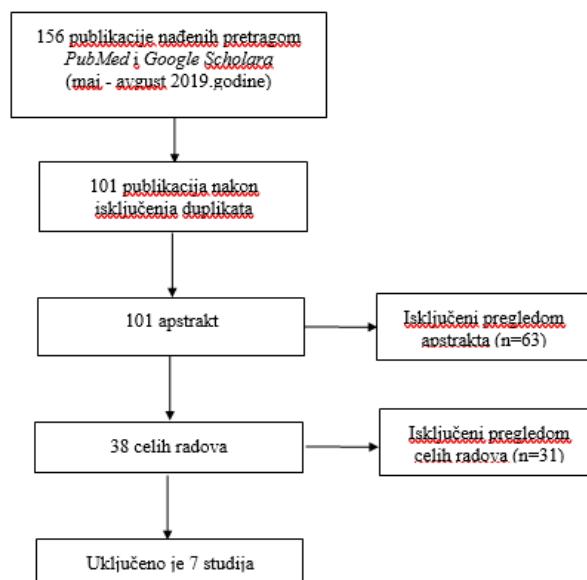 156 publikacije nađenih pretragom
PubMed i Google Scholara
(maj - avgust 2019.godine)
101 publikacija nakon
isključenja duplikata
101 apstrakt
Isključeni pregledom
apstrakta (n=63)
38 celih radova
Isključeni pregledom
celih radova (n=31)
Uključeno je 7 studija